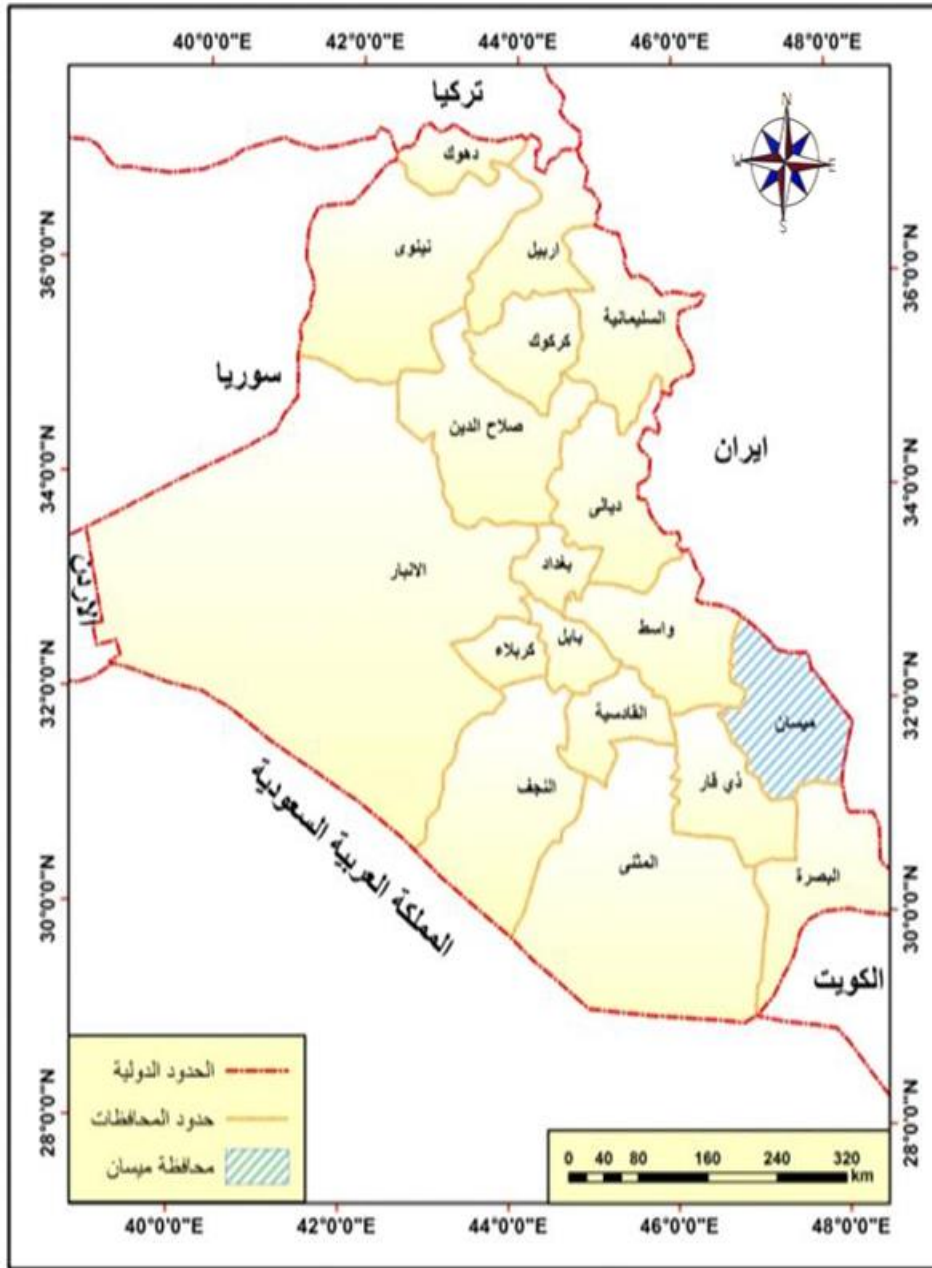 40°0'0"E 42°0'0"E 44°0'0"E 46°0'0"E 48°0'0"E
تركيا
N
W E
S
دهوك
نينوى
اربيل
36°0'0"N
36°0'0"N
السليمانية
كركوك
سوريا
صلاح الدين
ايران
34°0'0"N
34°0'0"N
ديالى
بغداد
الانبار
الاردن
واسط
بابل
كربلاء
32°0'0"N
32°0'0"N
ميسان
القادسية
ذي قار
النجف
المثنى
البصرة
المملكة العربية السعودية
30°0'0"N
30°0'0"N
الكويت
الحدود الدولية
حدود المحافظات
محافظة ميسان
28°0'0"N
28°0'0"N
0 40 80 160 240 320
km
40°0'0"E 42°0'0"E 44°0'0"E 46°0'0"E 48°0'0"E